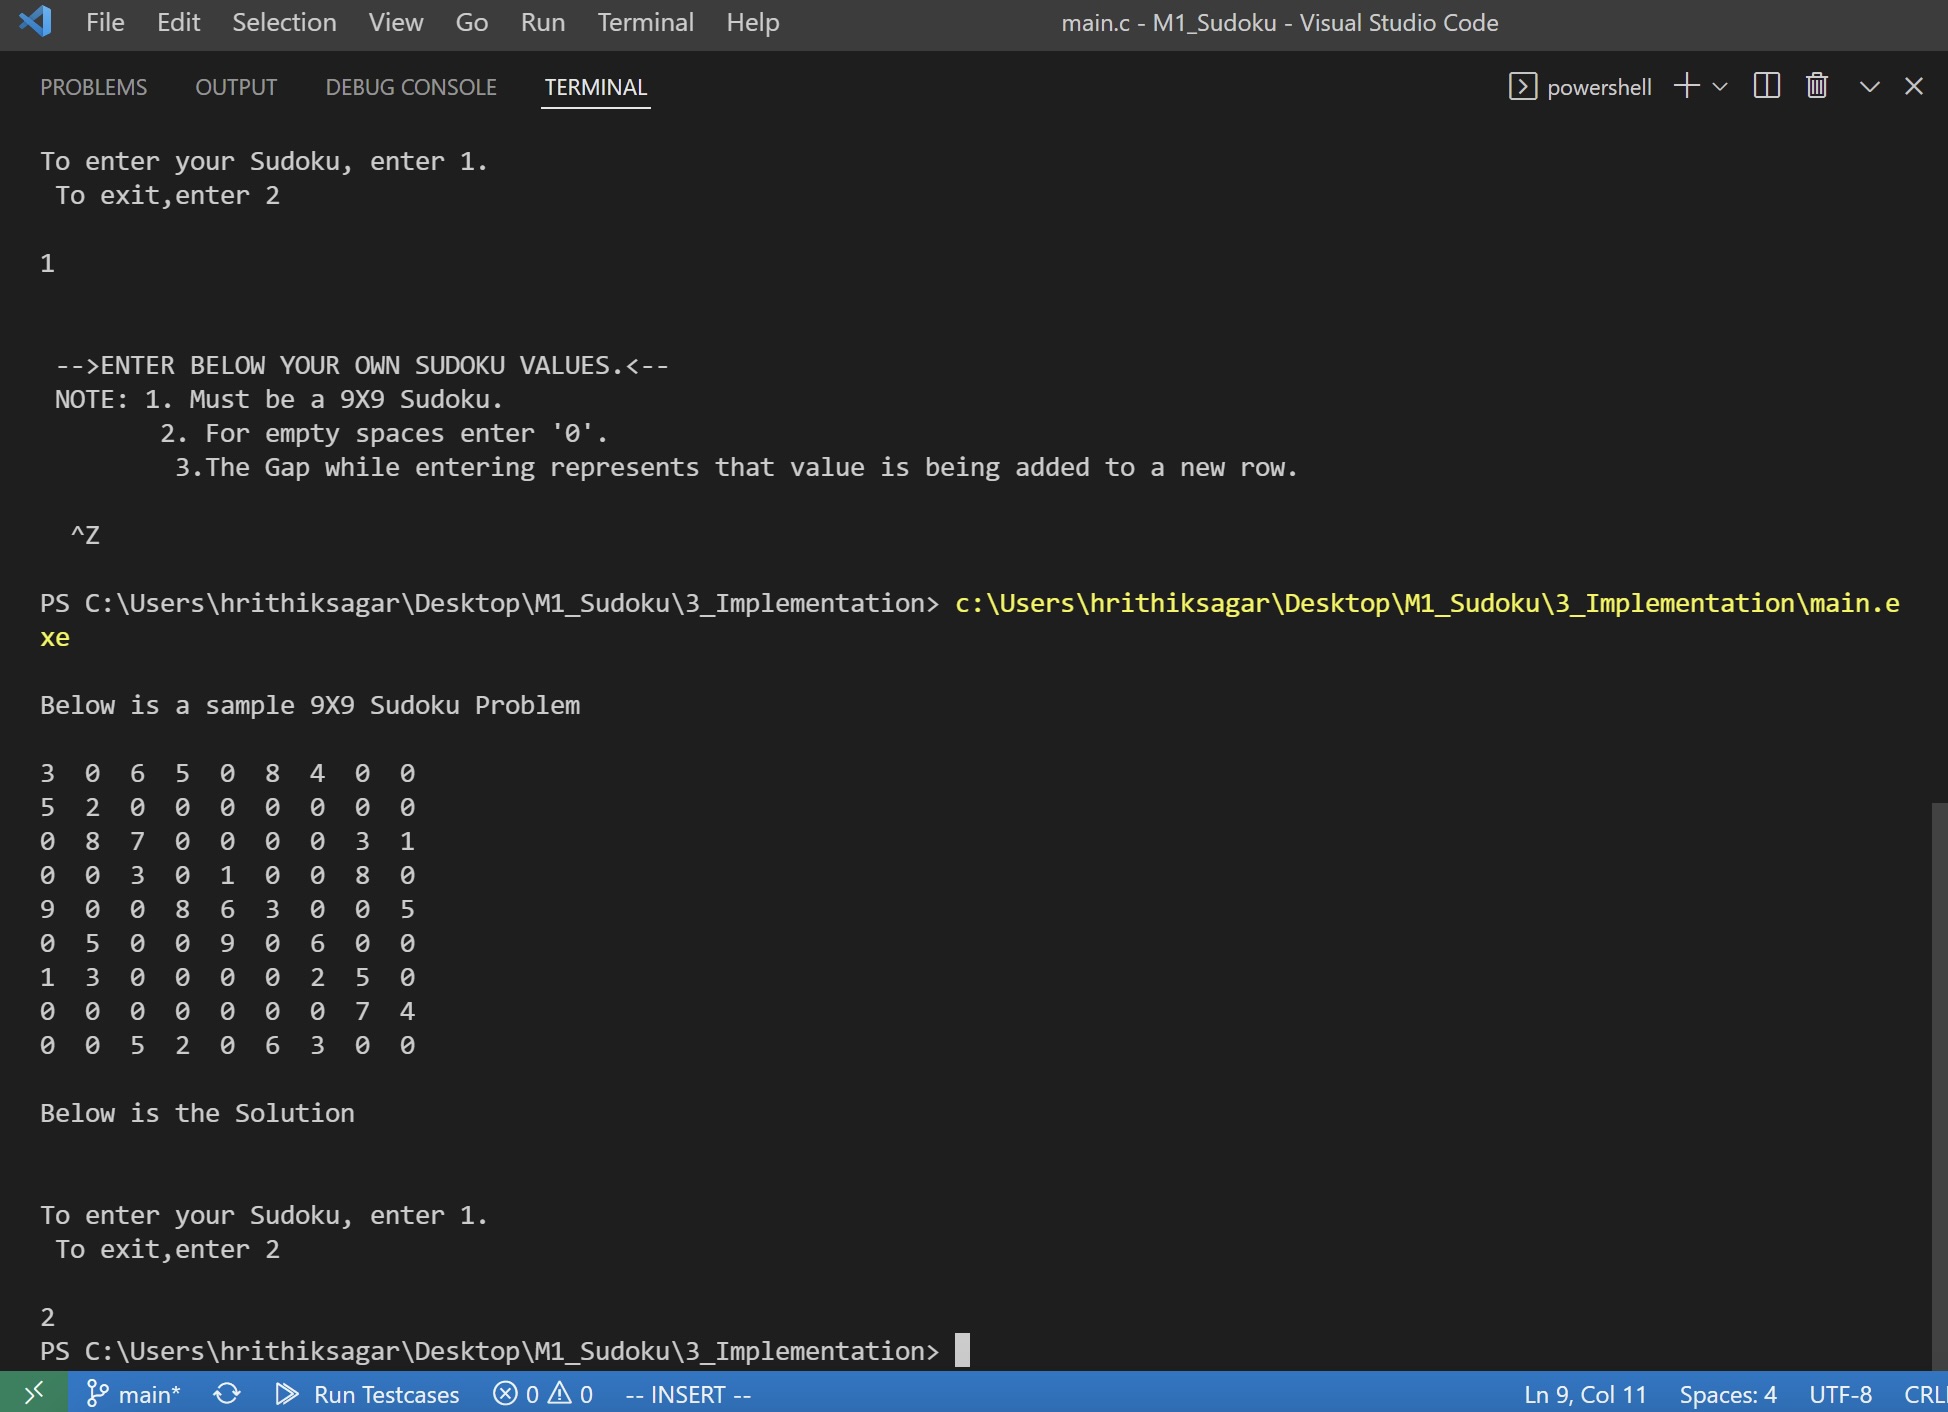 File Edit Selection View Go Run Terminal Help main.c - M1_Sudoku - Visual Studio Code
PROBLEMS OUTPUT DEBUG CONSOLE TERMINAL powershell
To enter your Sudoku, enter 1.
To exit,enter 2
1
-->ENTER BELOW YOUR OWN SUDOKU VALUES.<--
NOTE: 1. Must be a 9X9 Sudoku.
2. For empty spaces enter '0'.
3.The Gap while entering represents that value is being added to a new row.
^Z
PS C:\Users\hrithiksagar\Desktop\M1_Sudoku\3_Implementation> c:\Users\hrithiksagar\Desktop\M1_Sudoku\3_Implementation\main.e
xe
Below is a sample 9X9 Sudoku Problem
3 0 6 5 0 8 4 0 0
5 2 0 0 0 0 0 0 0
0 8 7 0 0 0 0 3 1
0 0 3 0 1 0 0 8 0
9 0 0 8 6 3 0 0 5
0 5 0 0 9 0 6 0 0
1 3 0 0 0 0 2 5 0
0 0 0 0 0 0 0 7 4
0 0 5 2 0 6 3 0 0
Below is the Solution
To enter your Sudoku, enter 1.
To exit,enter 2
2
PS C:\Users\hrithiksagar\Desktop\M1_Sudoku\3_Implementation>
main* Run Testcases 0 0 -- INSERT -- Ln 9, Col 11 Spaces: 4 UTF-8 CRL